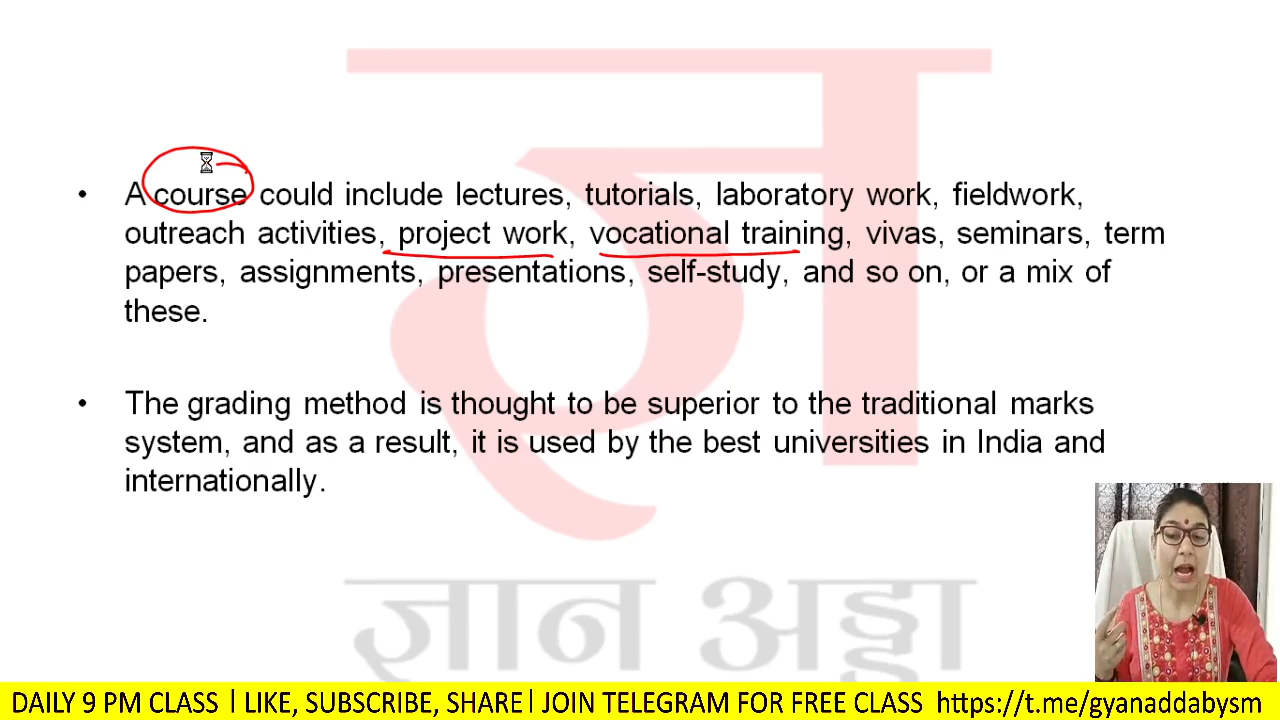 • A course could include lectures, tutorials, laboratory work, fieldwork,
outreach activities, project work, vocational training, vivas, seminars, term
papers, assignments, presentations, self-study, and so on, or a mix of
these.
• The grading method is thought to be superior to the traditional marks
system, and as a result, it is used by the best universities in India and
internationally.
ज्ञान अड्डा
DAILY 9 PM CLASS | LIKE, SUBSCRIBE, SHARE| JOIN TELEGRAM FOR FREE CLASS https://t.me/gyanaddabysm